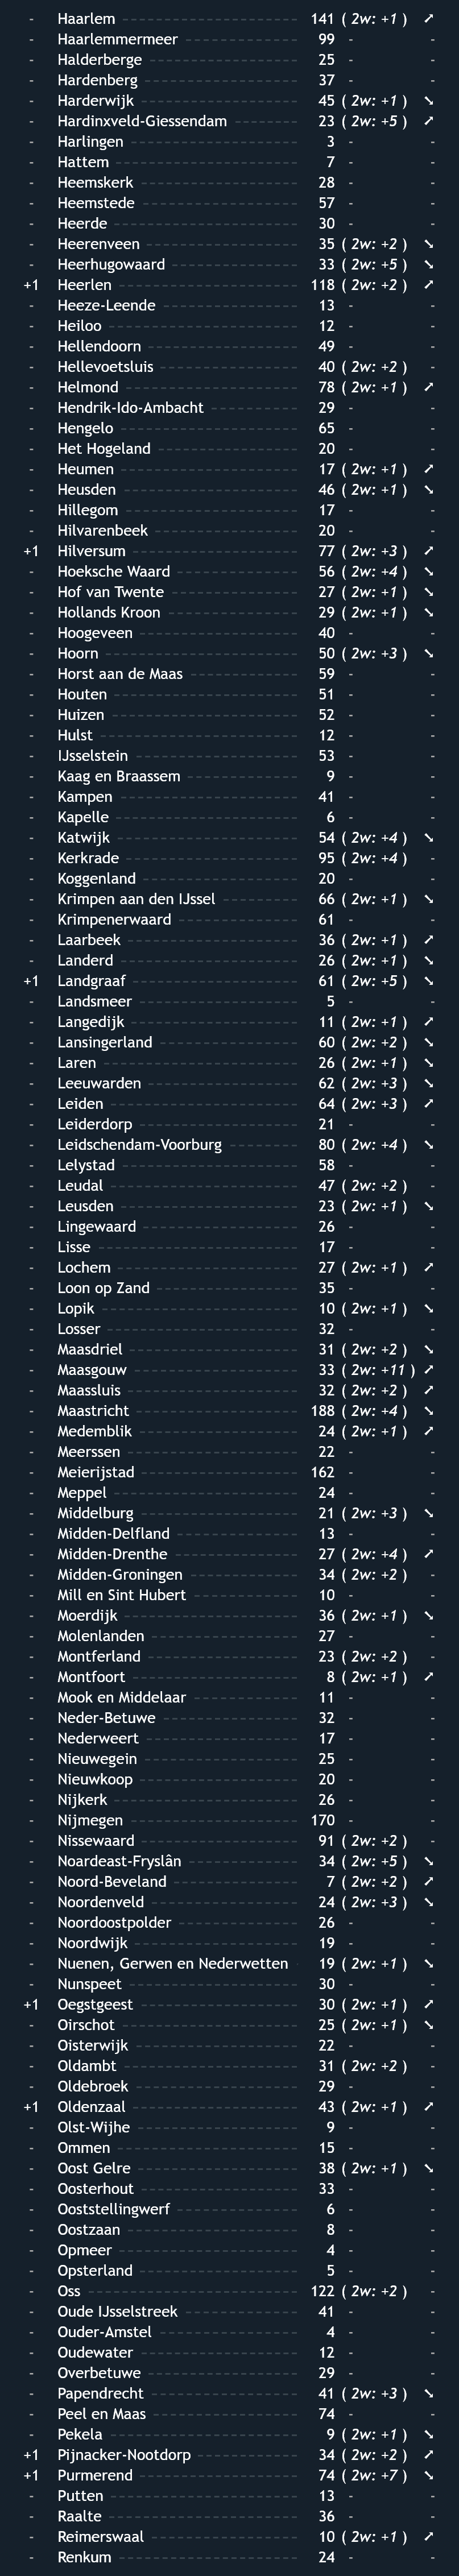 - Haarlem 141 ( 2w: +1 ) ➚
- Haarlemmermeer 99 - -
- Halderberge 25 - -
- Hardenberg 37 - -
- Harderwijk 45 ( 2w: +1 ) ➘
- Hardinxveld-Giessendam 23 ( 2w: +5 ) ➚
- Harlingen 3 - -
- Hattem 7 - -
- Heemskerk 28 - -
- Heemstede 57 - -
- Heerde 30 - -
- Heerenveen 35 ( 2w: +2 ) ➘
- Heerhugowaard 33 ( 2w: +5 ) ➘
+1 Heerlen 118 ( 2w: +2 ) ➚
- Heeze-Leende 13 - -
- Heiloo 12 - -
- Hellendoorn 49 - -
- Hellevoetsluis 40 ( 2w: +2 ) -
- Helmond 78 ( 2w: +1 ) ➚
- Hendrik-Ido-Ambacht 29 - -
- Hengelo 65 - -
- Het Hogeland 20 - -
- Heumen 17 ( 2w: +1 ) ➚
- Heusden 46 ( 2w: +1 ) ➘
- Hillegom 17 - -
- Hilvarenbeek 20 - -
+1 Hilversum 77 ( 2w: +3 ) ➚
- Hoeksche Waard 56 ( 2w: +4 ) ➘
- Hof van Twente 27 ( 2w: +1 ) ➘
- Hollands Kroon 29 ( 2w: +1 ) ➘
- Hoogeveen 40 - -
- Hoorn 50 ( 2w: +3 ) ➘
- Horst aan de Maas 59 - -
- Houten 51 - -
- Huizen 52 - -
- Hulst 12 - -
- IJsselstein 53 - -
- Kaag en Braassem 9 - -
- Kampen 41 - -
- Kapelle 6 - -
- Katwijk 54 ( 2w: +4 ) ➘
- Kerkrade 95 ( 2w: +4 ) -
- Koggenland 20 - -
- Krimpen aan den IJssel 66 ( 2w: +1 ) ➘
- Krimpenerwaard 61 - -
- Laarbeek 36 ( 2w: +1 ) ➚
- Landerd 26 ( 2w: +1 ) ➘
+1 Landgraaf 61 ( 2w: +5 ) ➘
- Landsmeer 5 - -
- Langedijk 11 ( 2w: +1 ) ➚
- Lansingerland 60 ( 2w: +2 ) ➘
- Laren 26 ( 2w: +1 ) ➘
- Leeuwarden 62 ( 2w: +3 ) ➘
- Leiden 64 ( 2w: +3 ) ➚
- Leiderdorp 21 - -
- Leidschendam-Voorburg 80 ( 2w: +4 ) ➘
- Lelystad 58 - -
- Leudal 47 ( 2w: +2 ) -
- Leusden 23 ( 2w: +1 ) ➘
- Lingewaard 26 - -
- Lisse 17 - -
- Lochem 27 ( 2w: +1 ) ➚
- Loon op Zand 35 - -
- Lopik 10 ( 2w: +1 ) ➘
- Losser 32 - -
- Maasdriel 31 ( 2w: +2 ) ➘
- Maasgouw 33 ( 2w: +11 ) ➚
- Maassluis 32 ( 2w: +2 ) ➚
- Maastricht 188 ( 2w: +4 ) ➘
- Medemblik 24 ( 2w: +1 ) ➚
- Meerssen 22 - -
- Meierijstad 162 - -
- Meppel 24 - -
- Middelburg 21 ( 2w: +3 ) ➘
- Midden-Delfland 13 - -
- Midden-Drenthe 27 ( 2w: +4 ) ➚
- Midden-Groningen 34 ( 2w: +2 ) -
- Mill en Sint Hubert 10 - -
- Moerdijk 36 ( 2w: +1 ) ➘
- Molenlanden 27 - -
- Montferland 23 ( 2w: +2 ) -
- Montfoort 8 ( 2w: +1 ) ➚
- Mook en Middelaar 11 - -
- Neder-Betuwe 32 - -
- Nederweert 17 - -
- Nieuwegein 25 - -
- Nieuwkoop 20 - -
- Nijkerk 26 - -
- Nijmegen 170 - -
- Nissewaard 91 ( 2w: +2 ) -
- Noardeast-Fryslân 34 ( 2w: +5 ) ➘
- Noord-Beveland 7 ( 2w: +2 ) ➚
- Noordenveld 24 ( 2w: +3 ) ➘
- Noordoostpolder 26 - -
- Noordwijk 19 - -
- Nuenen, Gerwen en Nederwetten 19 ( 2w: +1 ) ➘
- Nunspeet 30 - -
+1 Oegstgeest 30 ( 2w: +1 ) ➚
- Oirschot 25 ( 2w: +1 ) ➘
- Oisterwijk 22 - -
- Oldambt 31 ( 2w: +2 ) -
- Oldebroek 29 - -
+1 Oldenzaal 43 ( 2w: +1 ) ➚
- Olst-Wijhe 9 - -
- Ommen 15 - -
- Oost Gelre 38 ( 2w: +1 ) ➘
- Oosterhout 33 - -
- Ooststellingwerf 6 - -
- Oostzaan 8 - -
- Opmeer 4 - -
- Opsterland 5 - -
- Oss 122 ( 2w: +2 ) -
- Oude IJsselstreek 41 - -
- Ouder-Amstel 4 - -
- Oudewater 12 - -
- Overbetuwe 29 - -
- Papendrecht 41 ( 2w: +3 ) ➘
- Peel en Maas 74 - -
- Pekela 9 ( 2w: +1 ) ➘
+1 Pijnacker-Nootdorp 34 ( 2w: +2 ) ➚
+1 Purmerend 74 ( 2w: +7 ) ➘
- Putten 13 - -
- Raalte 36 - -
- Reimerswaal 10 ( 2w: +1 ) ➚
- Renkum 24 - -